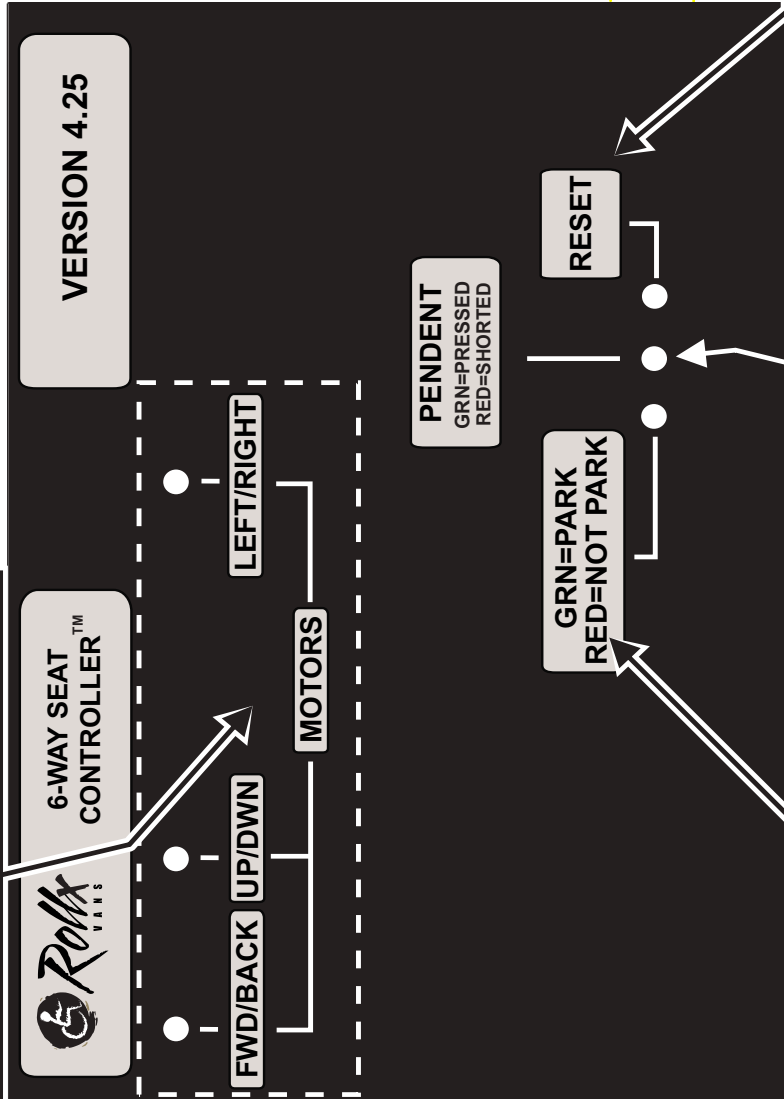 Rollx
VANS
6-WAY SEAT
CONTROLLER™
VERSION 4.25
FWD/BACK
UP/DWN
LEFT/RIGHT
MOTORS
PENDENT
GRN=PRESSED
RED=SHORTED
GRN=PARK
RED=NOT PARK
RESET